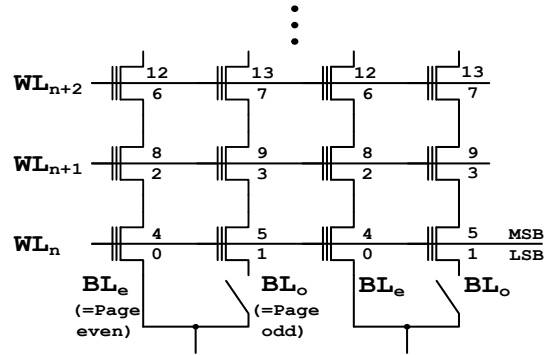 12 13 12 13
WLn+2
6 7 6 7
8 9 8 9
WLn+1
2 3 2 3
4 5 4 5 MSB
WLn
0 1 0 1 LSB
BLe BLo BLe BLo
(=Page (=Page
even) odd)